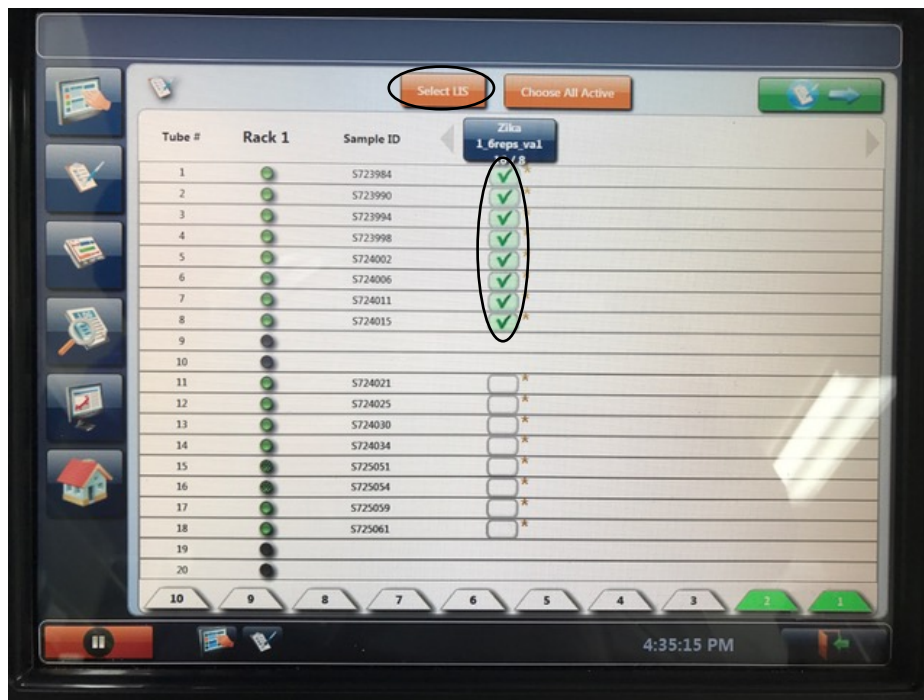 Select LIS Choose All Active
Tube # Rack 1 Sample ID Zika
1_6reps_va1
16 / 8
1 S723984
2 S723990
3 S723994
4 S723998
5 S724002
6 S724006
7 S724011
8 S724015
9
10
11 S724021
12 S724025
13 S724030
14 S724034
15 S725051
16 S725054
17 S725059
18 S725061
19
20
10 9 8 7 6 5 4 3 2 1
4:35:15 PM